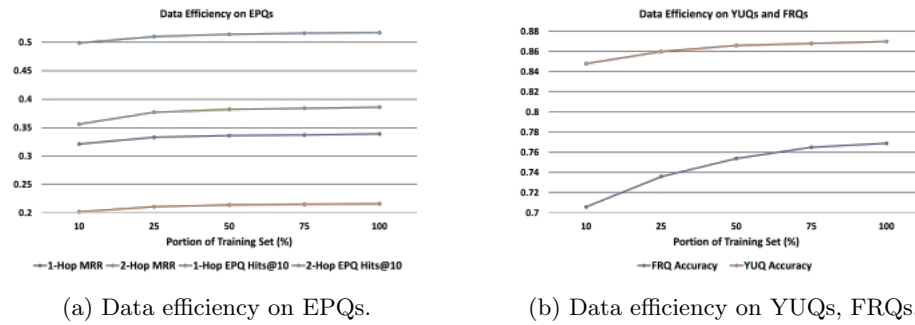 Data Efficiency on EPQs
0.5
0.45
0.4
0.35
0.3
0.25
0.2
10 25 50 75 100
Portion of Training Set (%)
1-Hop MRR 2-Hop MRR 1-Hop EPQ Hits@10 2-Hop EPQ Hits@10
(a) Data efficiency on EPQs.
Data Efficiency on YUQs and FRQs
0.88
0.86
0.84
0.82
0.8
0.78
0.76
0.74
0.72
0.7
10 25 50 75 100
Portion of Training Set (%)
FRQ Accuracy YUQ Accuracy
(b) Data efficiency on YUQs, FRQs.